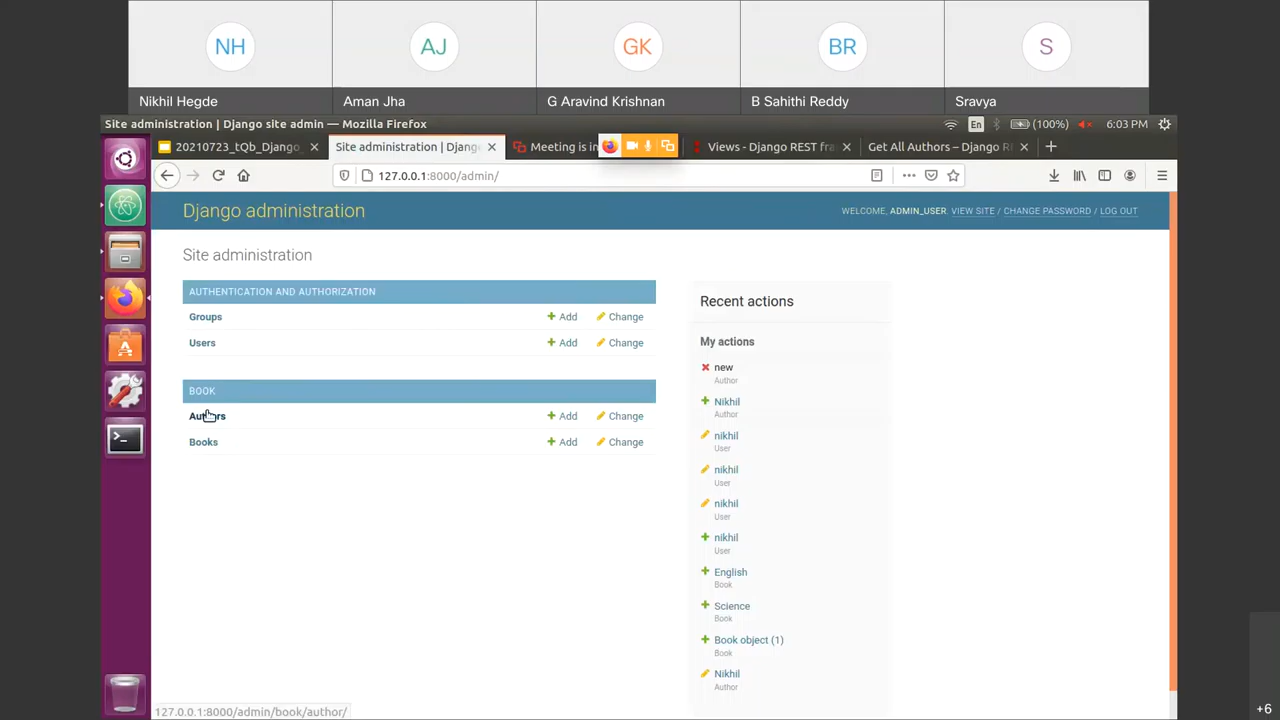 NH
AJ
GK
BR
S
Nikhil Hegde
Aman Jha
G Aravind Krishnan
B Sahithi Reddy
Sravya
Site administration | Django site admin — Mozilla Firefox
En
(100%)
6:03 PM
20210723_tQb_Django_
Site administration | Djang
Meeting is in
Views - Django REST fra
Get All Authors – Django R
127.0.0.1:8000/admin/
Django administration
WELCOME, ADMIN_USER. VIEW SITE / CHANGE PASSWORD / LOG OUT
Site administration
AUTHENTICATION AND AUTHORIZATION
Groups
Add
Change
Users
Add
Change
BOOK
Authors
Add
Change
Books
Add
Change
Recent actions
My actions
new
Author
Nikhil
Author
nikhil
User
nikhil
User
nikhil
User
nikhil
User
English
Book
Science
Book
Book object (1)
Book
Nikhil
Author
127.0.0.1:8000/admin/book/author/
+6